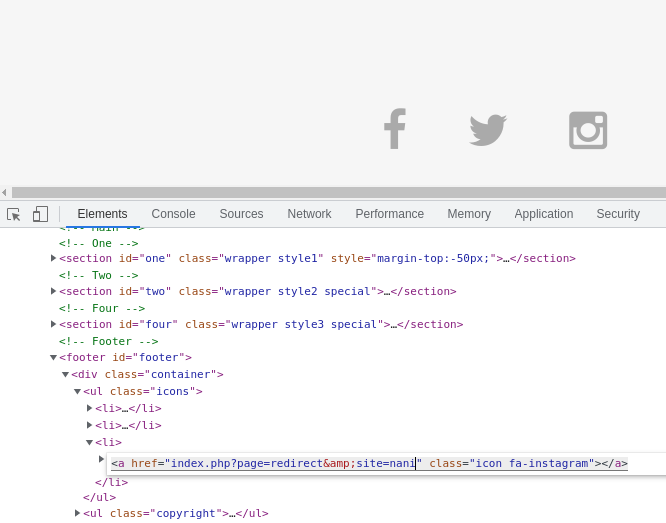 Elements Console Sources Network Performance Memory Application Security
<!-- Main -->
<!-- One -->
<section id="one" class="wrapper style1" style="margin-top:-50px;">…</section>
<!-- Two -->
<section id="two" class="wrapper style2 special">…</section>
<!-- Four -->
<section id="four" class="wrapper style3 special">…</section>
<!-- Footer -->
<footer id="footer">
<div class="container">
<ul class="icons">
<li>…</li>
<li>…</li>
<li>
<a href="index.php?page=redirect&amp;site=nani" class="icon fa-instagram"></a>
</li>
</ul>
<ul class="copyright">…</ul>